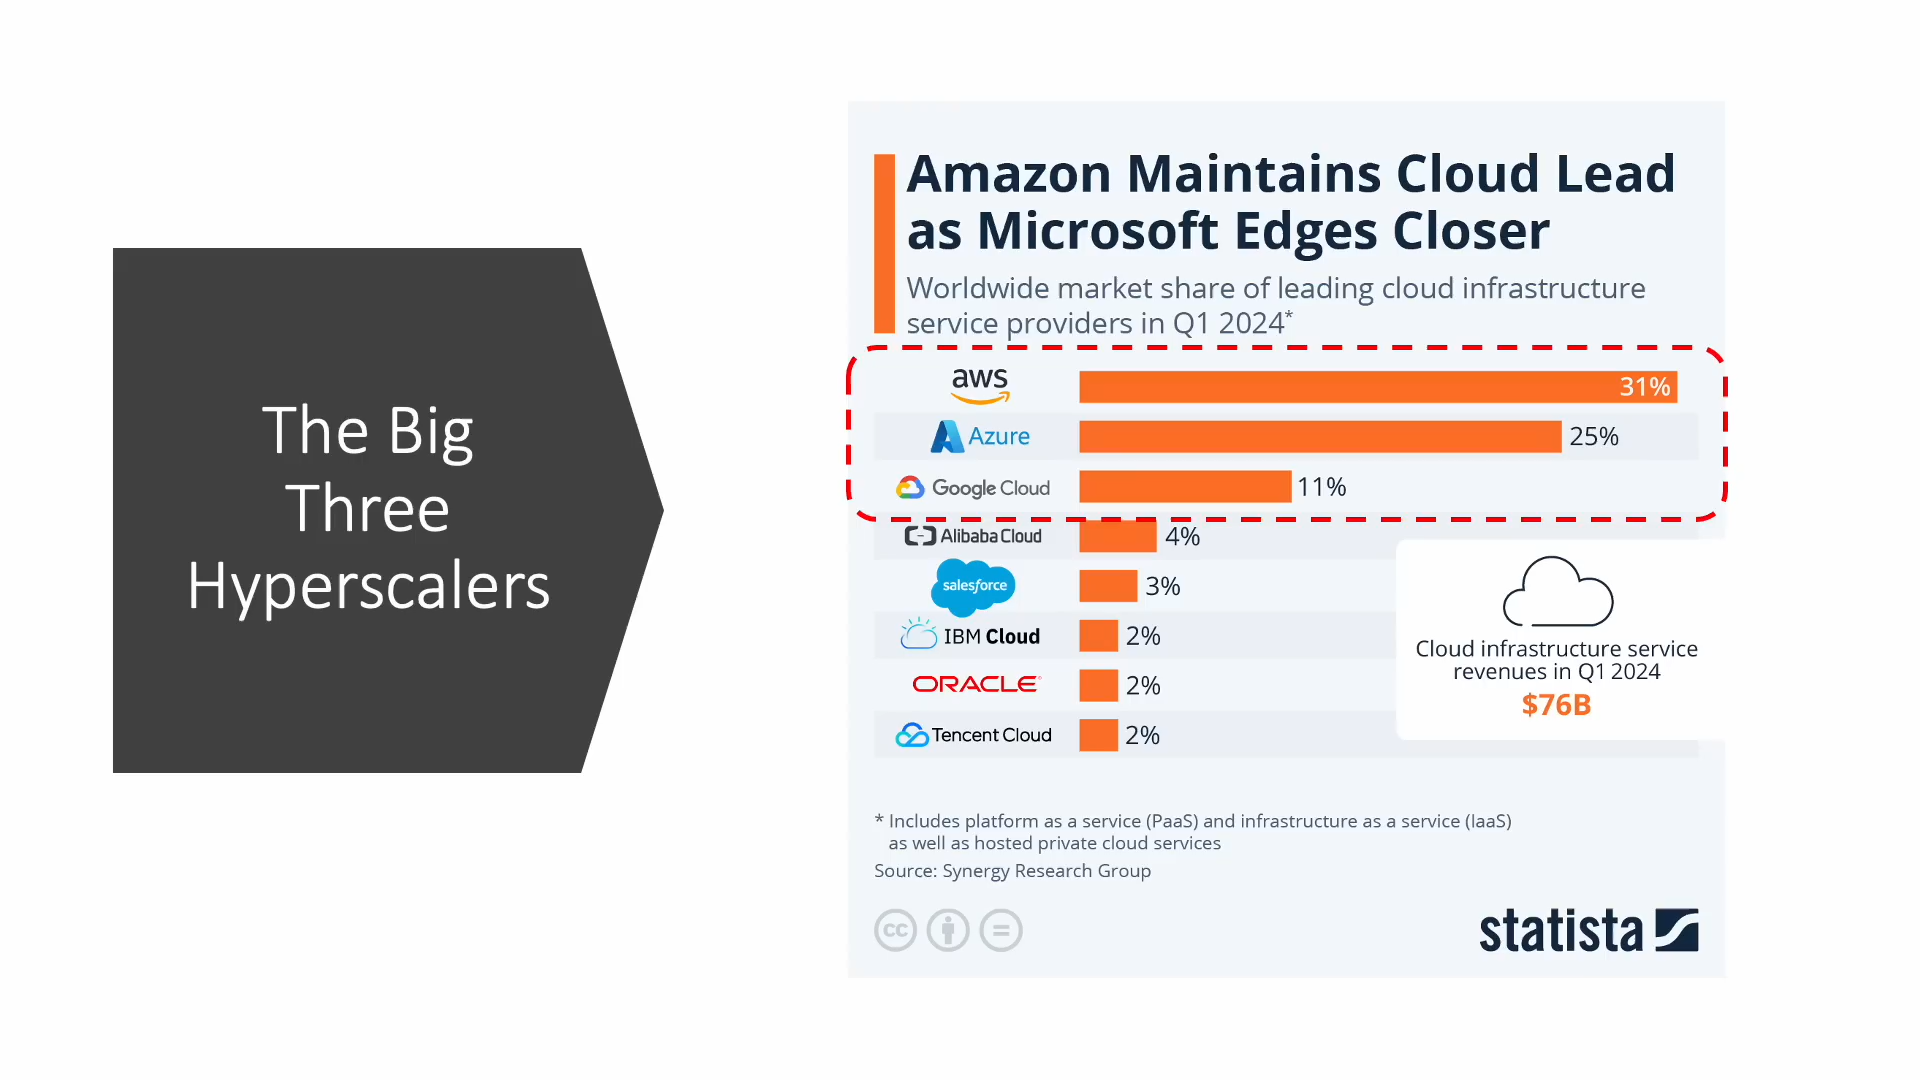 The Big
Three
Hyperscalers
Amazon Maintains Cloud Lead
as Microsoft Edges Closer
Worldwide market share of leading cloud infrastructure
service providers in Q1 2024*
aws 31%
Azure 25%
Google Cloud 11%
Alibaba Cloud 4%
salesforce 3%
IBM Cloud 2%
ORACLE 2%
Tencent Cloud 2%
Cloud infrastructure service
revenues in Q1 2024
$76B
* Includes platform as a service (PaaS) and infrastructure as a service (IaaS)
as well as hosted private cloud services
Source: Synergy Research Group
cc
statista